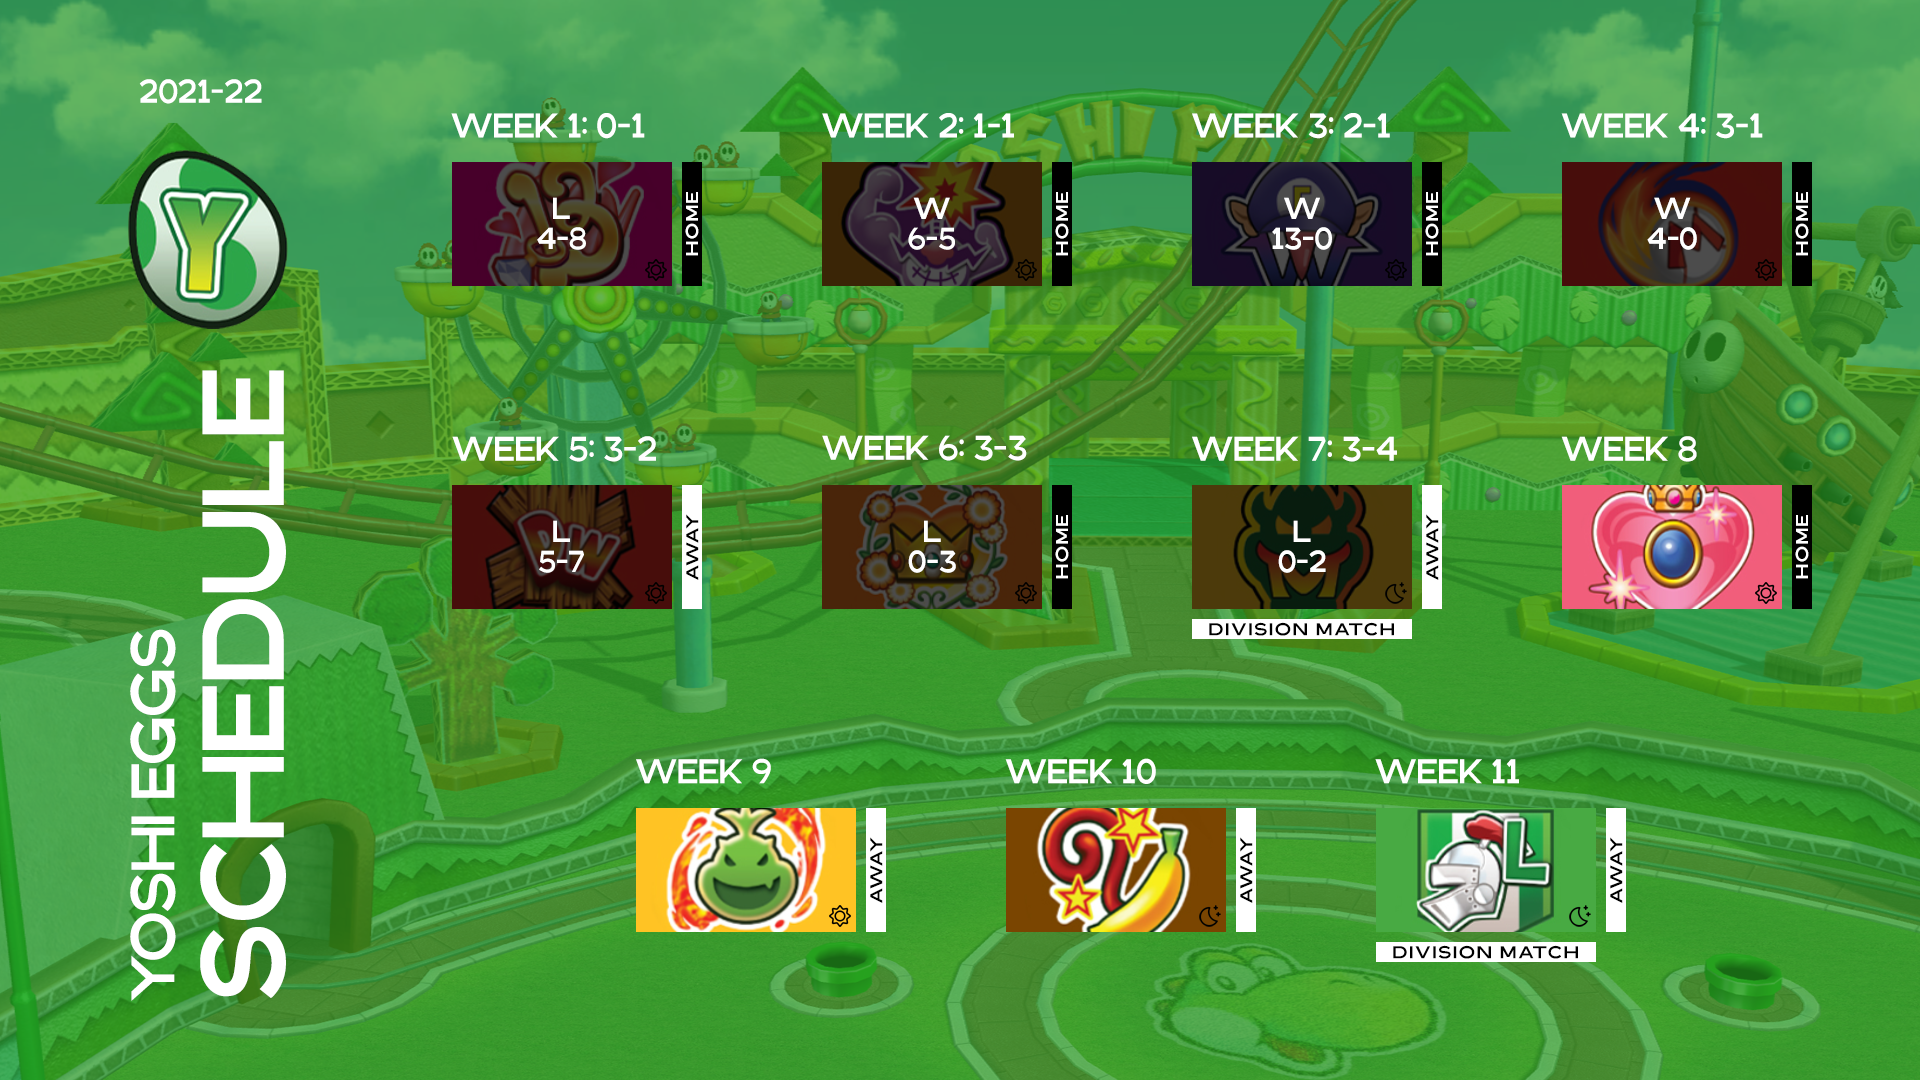 2021-22
Y
YOSHI EGGS
SCHEDULE
WEEK 1: 0-1
L
4-8
HOME
WEEK 2: 1-1
W
6-5
HOME
WEEK 3: 2-1
W
13-0
HOME
WEEK 4: 3-1
W
4-0
HOME
WEEK 5: 3-2
L
5-7
AWAY
WEEK 6: 3-3
L
0-3
HOME
WEEK 7: 3-4
L
0-2
AWAY
DIVISION MATCH
WEEK 8
HOME
WEEK 9
AWAY
WEEK 10
AWAY
WEEK 11
L
AWAY
DIVISION MATCH